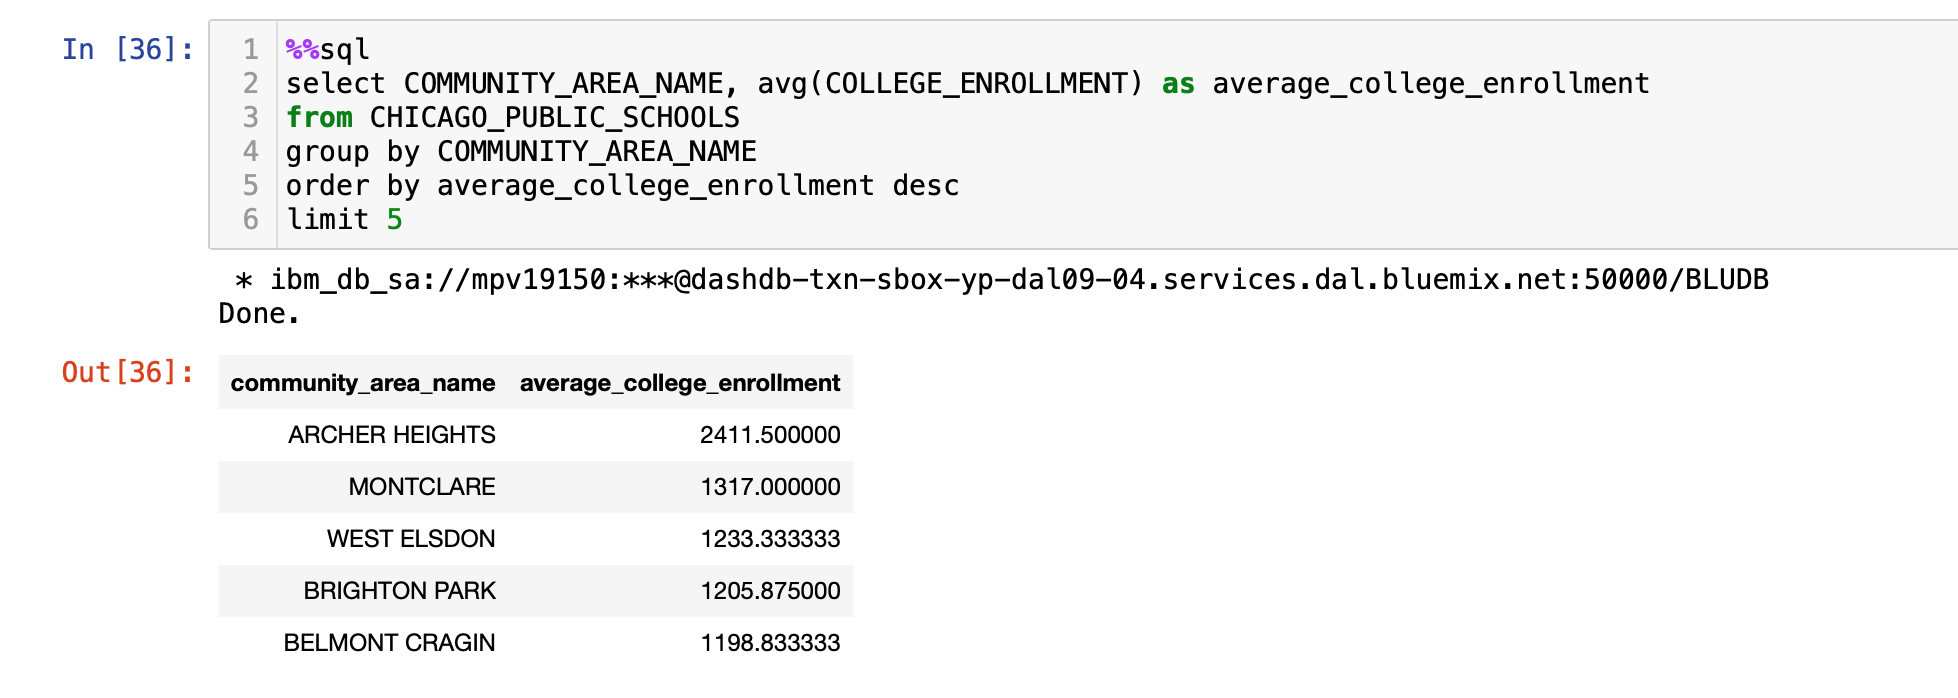 In [36]:
1 %%sql
2 select COMMUNITY_AREA_NAME, avg(COLLEGE_ENROLLMENT) as average_college_enrollment
3 from CHICAGO_PUBLIC_SCHOOLS
4 group by COMMUNITY_AREA_NAME
5 order by average_college_enrollment desc
6 limit 5
* ibm_db_sa://mpv19150:***@dashdb-txn-sbox-yp-dal09-04.services.dal.bluemix.net:50000/BLUDB
Done.
Out[36]:
community_area_name average_college_enrollment
ARCHER HEIGHTS 2411.500000
MONTCLARE 1317.000000
WEST ELSDON 1233.333333
BRIGHTON PARK 1205.875000
BELMONT CRAGIN 1198.833333